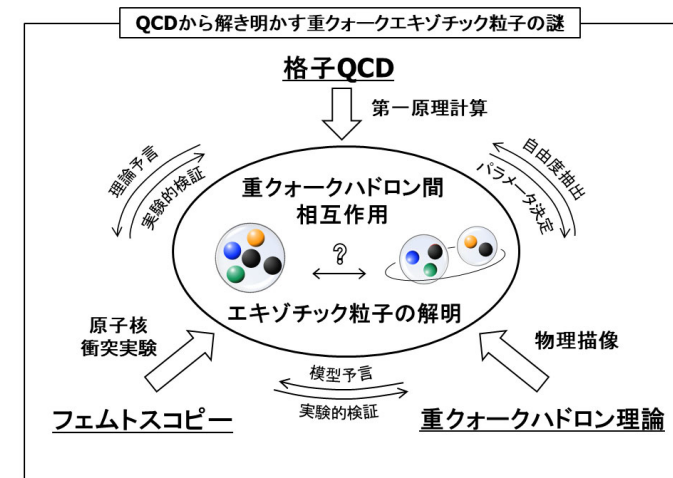 QCDから解き明かす重クォークエキゾチック粒子の謎
格子QCD
第一原理計算
理論予言
実験的検証
自由度抽出
パラメータ決定
重クォークハドロン間
相互作用
?
エキゾチック粒子の解明
原子核
衝突実験
物理描像
模型予言
実験的検証
フェムトスコピー
重クォークハドロン理論